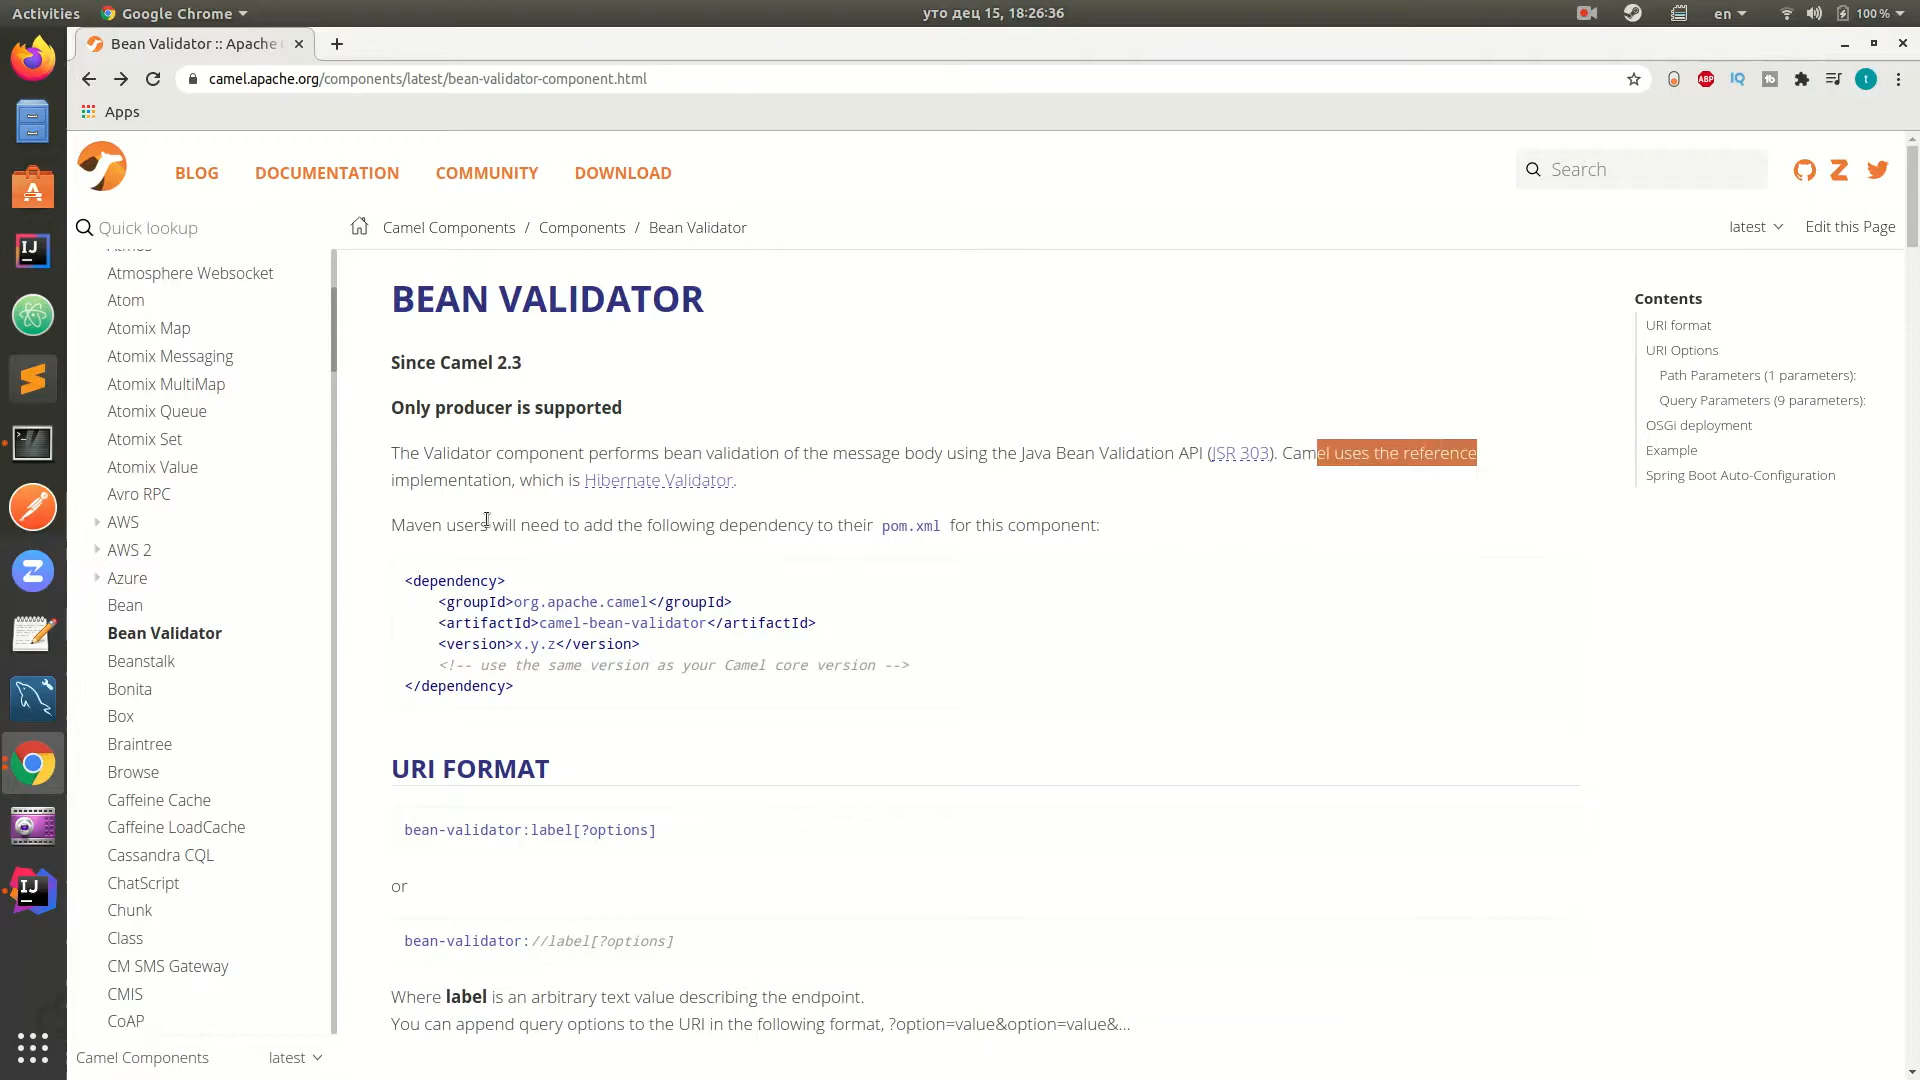 Activities Google Chrome уто дец 15, 18:26:36 en 100 %
Bean Validator :: Apache
camel.apache.org/components/latest/bean-validator-component.html
ABP IQ tb t
Apps
BLOG DOCUMENTATION COMMUNITY DOWNLOAD Search
Quick lookup
Camel Components / Components / Bean Validator latest Edit this Page
Atmos
Atmosphere Websocket
Atom
Atomix Map
Atomix Messaging
Atomix MultiMap
Atomix Queue
Atomix Set
Atomix Value
Avro RPC
AWS
AWS 2
Azure
Bean
Bean Validator
Beanstalk
Bonita
Box
Braintree
Browse
Caffeine Cache
Caffeine LoadCache
Cassandra CQL
ChatScript
Chunk
Class
CM SMS Gateway
CMIS
CoAP
Camel Components latest
BEAN VALIDATOR
Since Camel 2.3
Only producer is supported
The Validator component performs bean validation of the message body using the Java Bean Validation API (JSR 303). Camel uses the reference
implementation, which is Hibernate Validator.
Maven users will need to add the following dependency to their pom.xml for this component:
<dependency>
<groupId>org.apache.camel</groupId>
<artifactId>camel-bean-validator</artifactId>
<version>x.y.z</version>
<!-- use the same version as your Camel core version -->
</dependency>
URI FORMAT
bean-validator:label[?options]
or
bean-validator://label[?options]
Where label is an arbitrary text value describing the endpoint.
You can append query options to the URI in the following format, ?option=value&option=value&...
Contents
URI format
URI Options
Path Parameters (1 parameters):
Query Parameters (9 parameters):
OSGi deployment
Example
Spring Boot Auto-Configuration